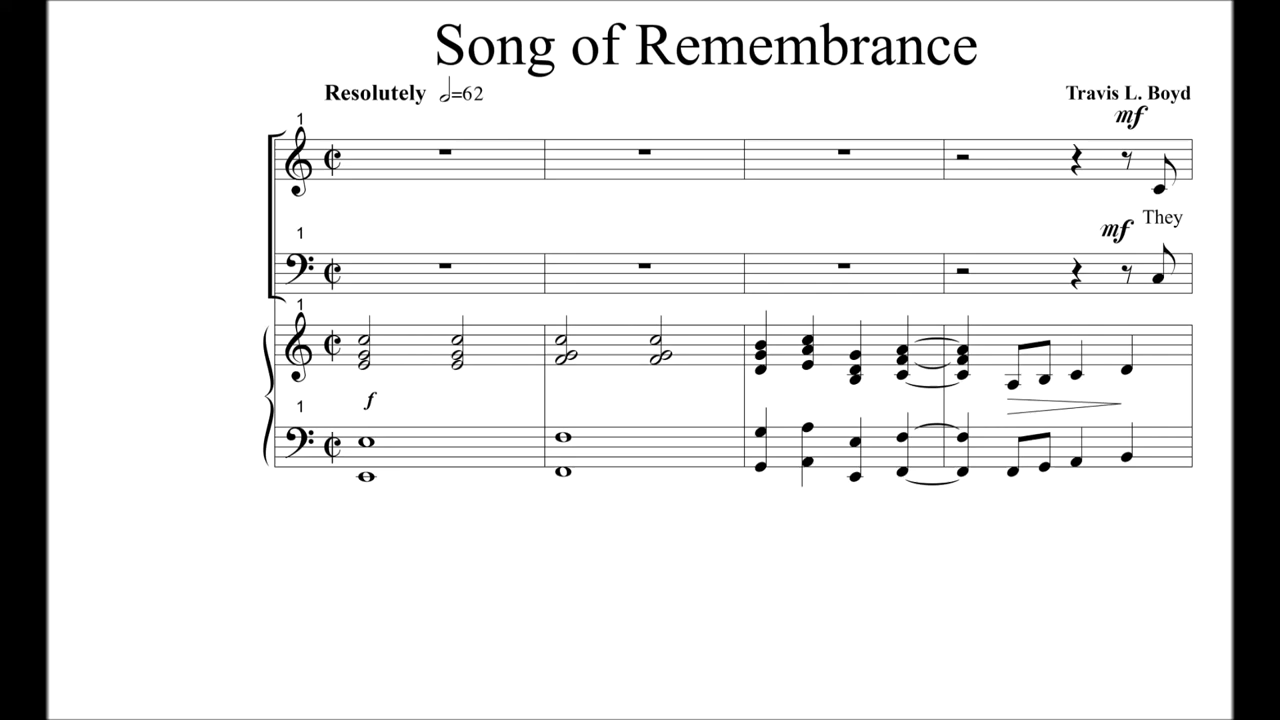 Song of Remembrance
Resolutely 𝅗𝅥=62
Travis L. Boyd
1
mf
They
1
mf
1
f
1